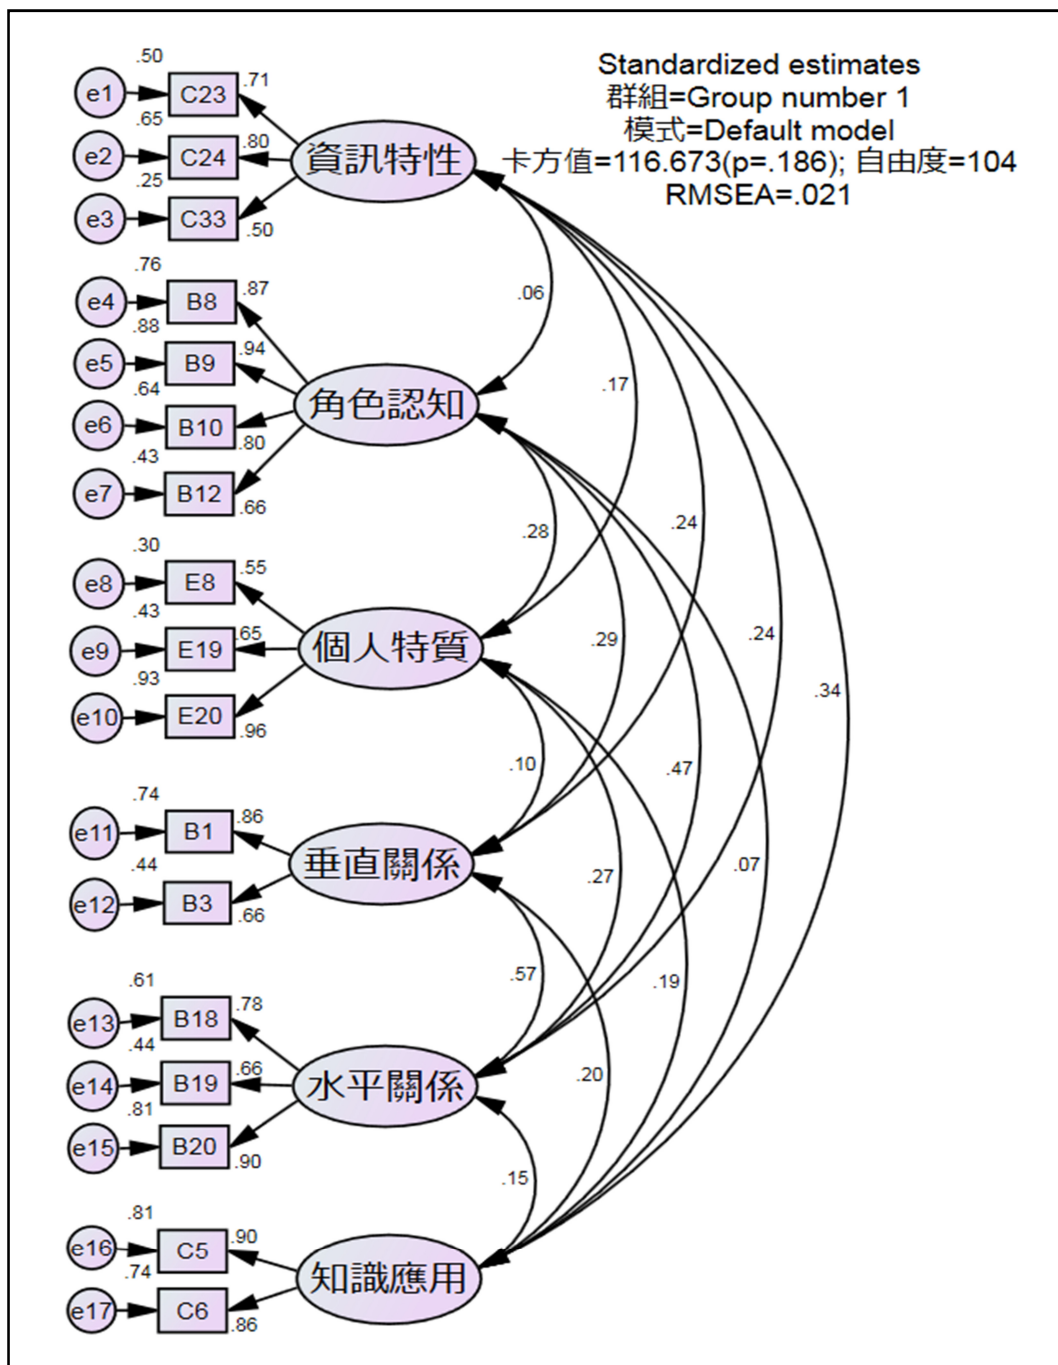 Standardized estimates
群組=Group number 1
模式=Default model
卡方值=116.673(p=.186); 自由度=104
RMSEA=.021
.50
e1
C23
.71
.65
e2
C24
.80
資訊特性
.25
e3
C33
.50
.06
.76
e4
B8
.87
.88
e5
B9
.94
.17
角色認知
.64
e6
B10
.80
.43
e7
B12
.66
.28
.24
.30
e8
E8
.55
.43
e9
E19
.65
個人特質
.29
.24
.93
e10
E20
.96
.34
.10
.47
.74
e11
B1
.86
垂直關係
.07
.44
e12
B3
.66
.27
.57
.19
.61
e13
B18
.78
.44
e14
B19
.66
水平關係
.20
.81
e15
B20
.90
.15
.81
e16
C5
.90
知識應用
.74
e17
C6
.86